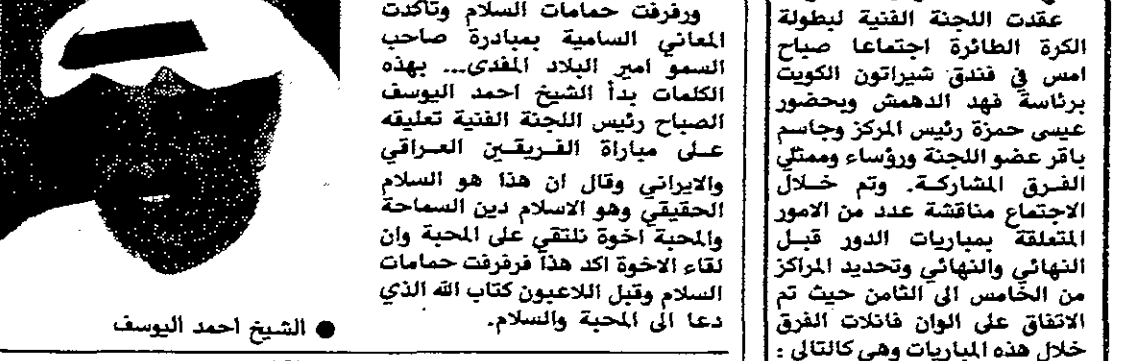 عقدت اللجنة الفنية لبطولة
الكرة الطائرة اجتماعا صباح
امس في فندق شيراتون الكويت
برئاسة فهد الدهمش وبحضور
عيسى حمزة رئيس المركز وجاسم
باقر عضو اللجنة ورؤساء وممثلي
الفرق المشاركة. وتم خلال
الاجتماع مناقشة عدد من الامور
المتعلقة بمباريات الدور قبل
النهائي والنهائي وتحديد المراكز
من الخامس الى الثامن حيث تم
الاتفاق على الوان فانلات الفرق
خلال هذه المباريات وهي كالتالي :
ورفرفت حمامات السلام وتأكدت
المعاني السامية بمبادرة صاحب
السمو امير البلاد المفدى... بهذه
الكلمات بدأ الشيخ احمد اليوسف
الصباح رئيس اللجنة الفنية تعليقه
على مباراة الفريقين العراقي
والايراني وقال ان هذا هو السلام
الحقيقي وهو الاسلام دين السماحة
والمحبة اخوة نلتقي على المحبة وان
لقاء الاخوة اكد هذا فرفرفت حمامات
السلام وقبل اللاعبون كتاب الله الذي
دعا الى المحبة والسلام.
● الشيخ احمد اليوسف